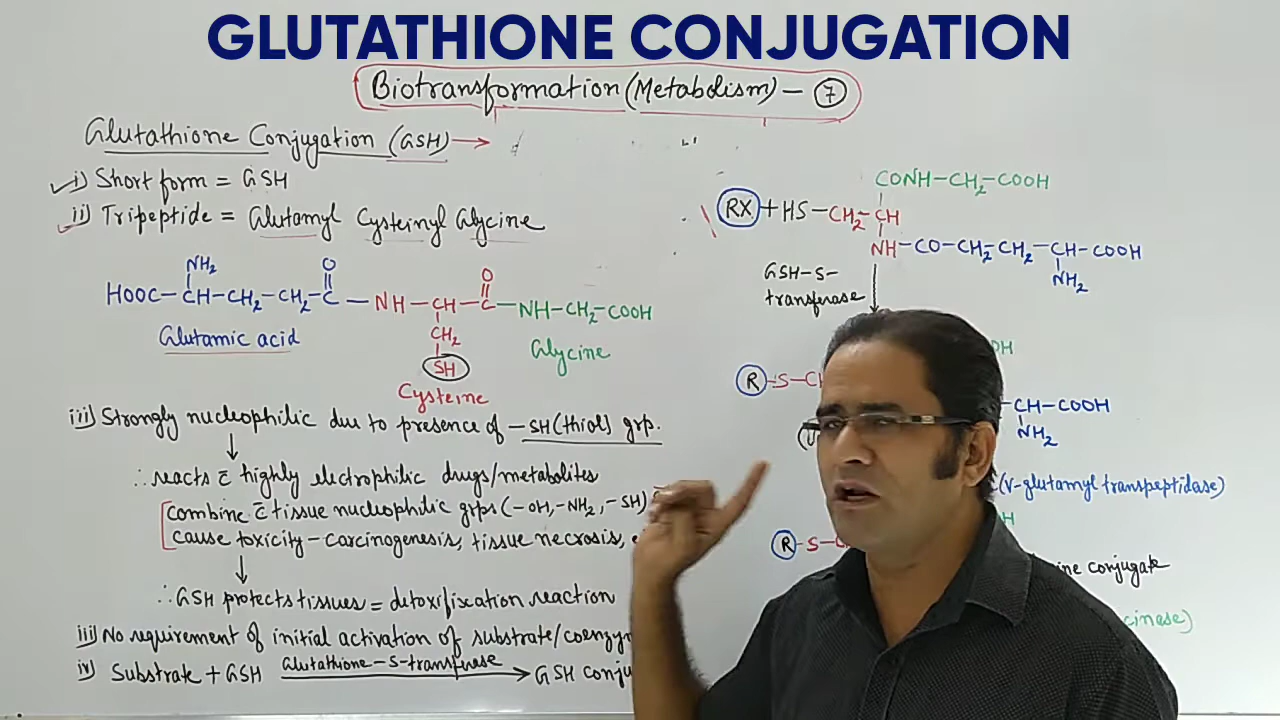 GLUTATHIONE CONJUGATION
Biotransformation (Metabolism) - 7
Glutathione Conjugation (GSH) →
i) Short form = GSH
ii) Tripeptide = Glutamyl Cysteinyl Glycine
NH₂ O O
HOOC-CH-CH₂-CH₂-C-NH-CH-C-NH-CH₂-COOH
CH₂
Glutamic acid
SH
Glycine
Cysteine
iii) Strongly nucleophilic due to presence of -SH (thiol) grp.
↓
∴ reacts c̄ highly electrophilic drugs/metabolites
combine c̄ tissue nucleophilic grps (-OH, -NH₂, -SH)
cause toxicity - carcinogenesis, tissue necrosis,
↓
∴ GSH protects tissues = detoxifixation reaction
iii) No requirement of initial activation of substrate/coenzy
iv) Substrate + GSH Glutathione-S-transferase → GSH conju
CONH-CH₂-COOH
RX + HS-CH₂-CH
NH-CO-CH₂-CH₂-CH-COOH
NH₂
GSH-S-
transferase
OH
R-S-C
CH-COOH
NH₂
(γ-glutamyl transpeptidase)
H
R-S-C
ine conjugate
cinase)